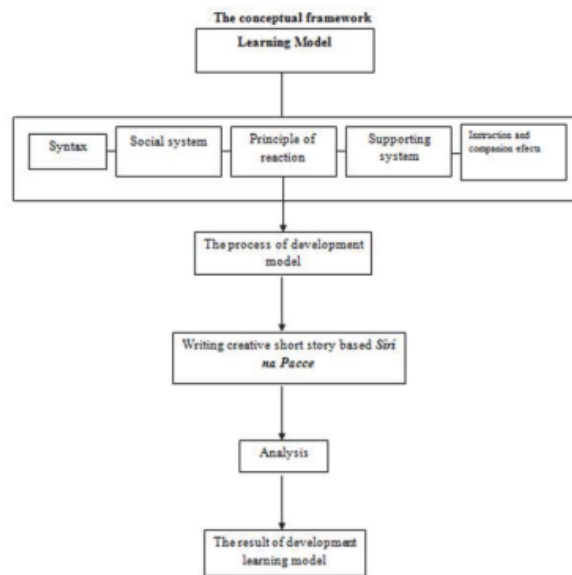 The conceptual framework
Learning Model
Syntax
Social system
Principle of
reaction
Supporting
system
Instruction and
companion efects
The process of development
model
Writing creative short story based Siri
na Pacce
Analysis
The result of development
learning model